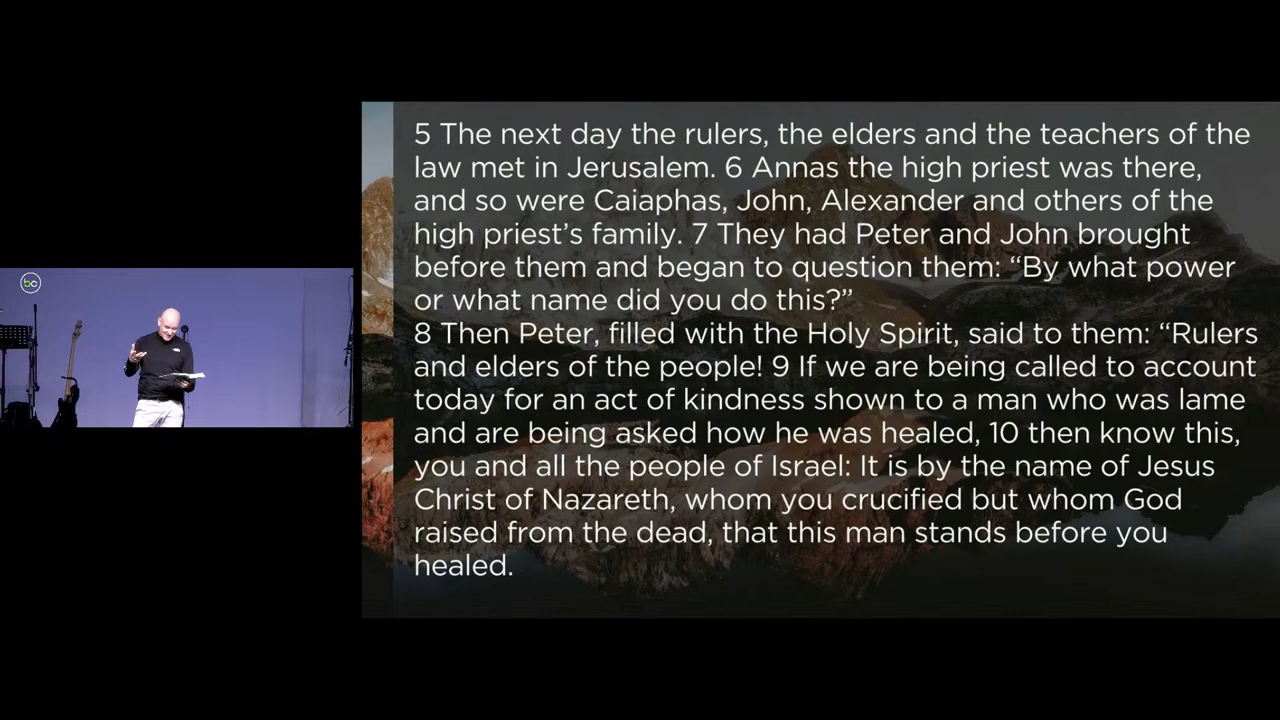 5 The next day the rulers, the elders and the teachers of the
law met in Jerusalem. 6 Annas the high priest was there,
and so were Caiaphas, John, Alexander and others of the
high priest’s family. 7 They had Peter and John brought
before them and began to question them: “By what power
or what name did you do this?”
8 Then Peter, filled with the Holy Spirit, said to them: “Rulers
and elders of the people! 9 If we are being called to account
today for an act of kindness shown to a man who was lame
and are being asked how he was healed, 10 then know this,
you and all the people of Israel: It is by the name of Jesus
Christ of Nazareth, whom you crucified but whom God
raised from the dead, that this man stands before you
healed.
bc